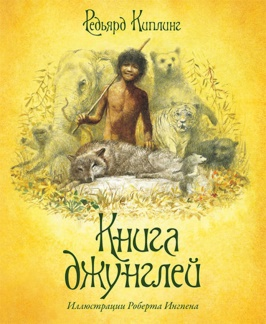 Редьярд Киплинг
Книга
джунглей
Иллюстрации Роберта Ингпена